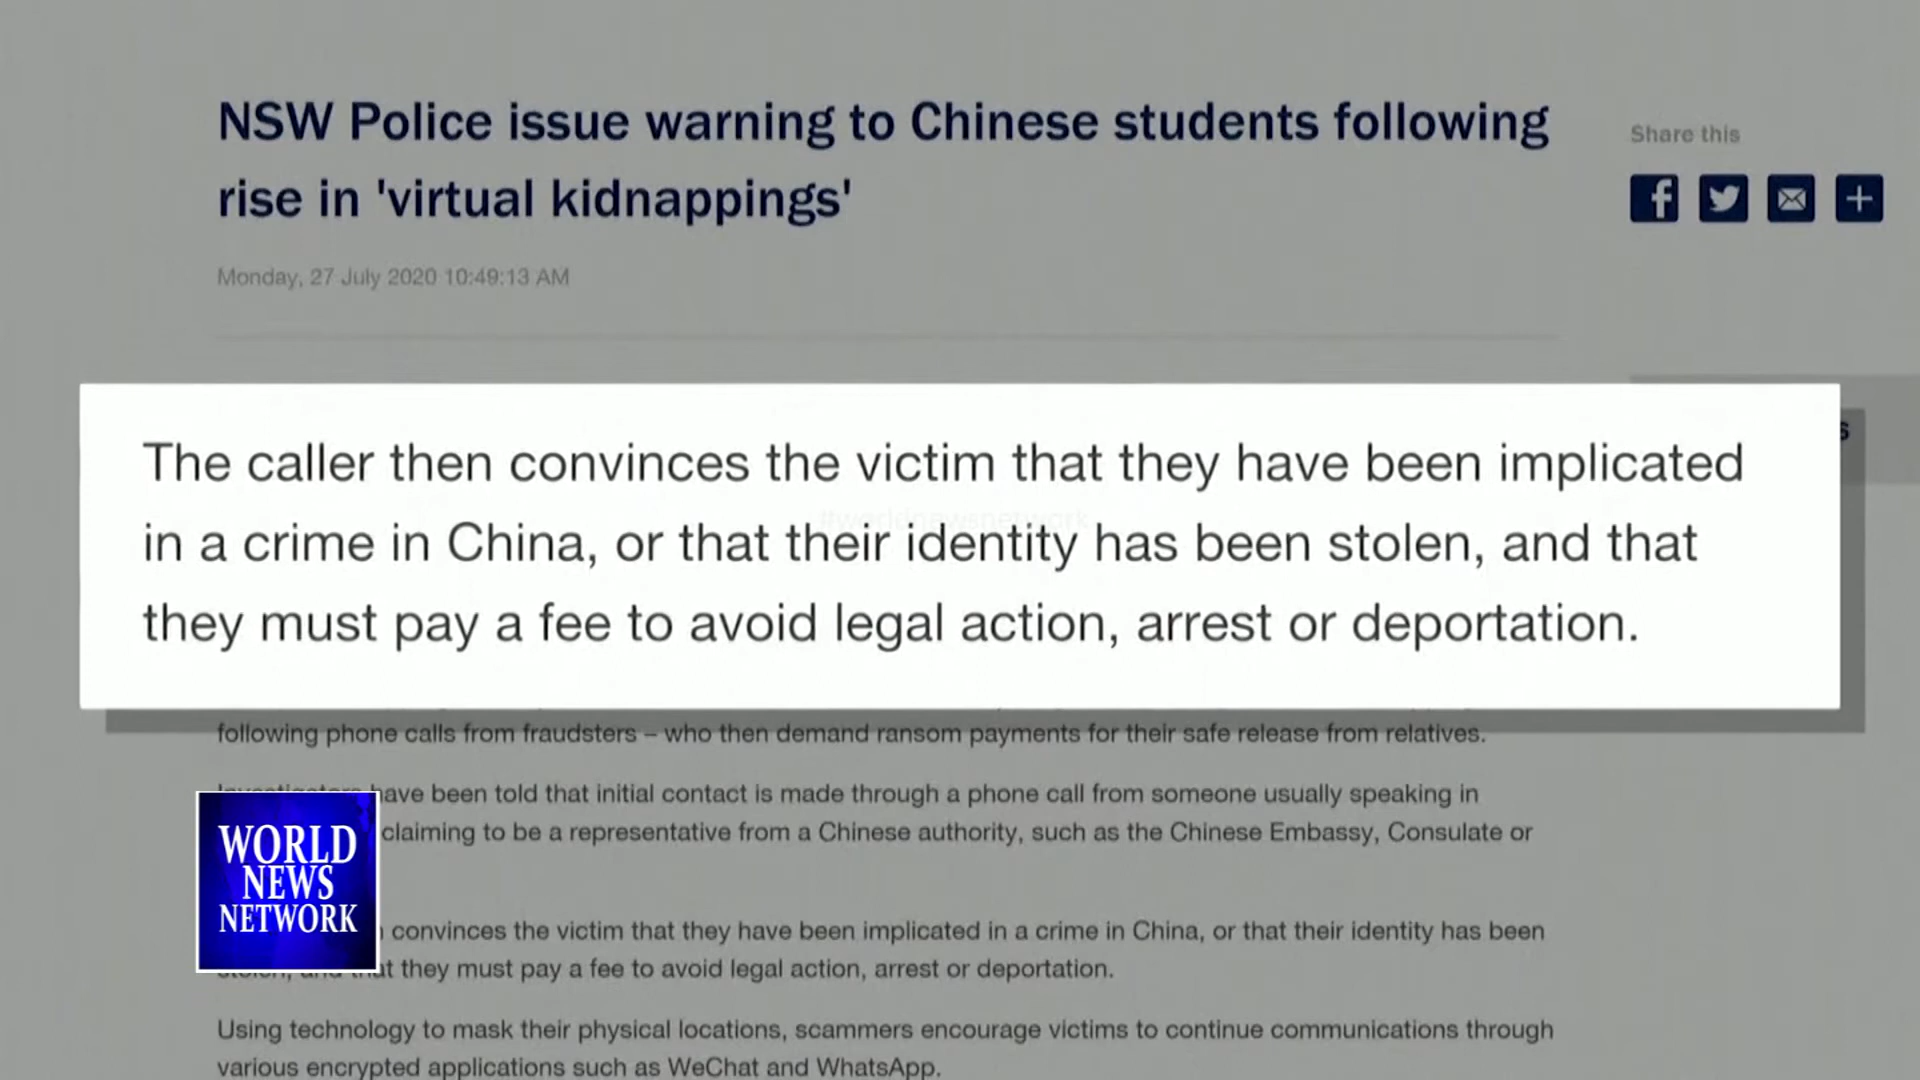 NSW Police issue warning to Chinese students following
rise in 'virtual kidnappings'
Share this
Monday, 27 July 2020 10:49:13 AM
The caller then convinces the victim that they have been implicated
in a crime in China, or that their identity has been stolen, and that
they must pay a fee to avoid legal action, arrest or deportation.
#worldnewsnetwork
following phone calls from fraudsters – who then demand ransom payments for their safe release from relatives.
have been told that initial contact is made through a phone call from someone usually speaking in
claiming to be a representative from a Chinese authority, such as the Chinese Embassy, Consulate or
convinces the victim that they have been implicated in a crime in China, or that their identity has been
they must pay a fee to avoid legal action, arrest or deportation.
Using technology to mask their physical locations, scammers encourage victims to continue communications through
various encrypted applications such as WeChat and WhatsApp.
WORLD
NEWS
NETWORK